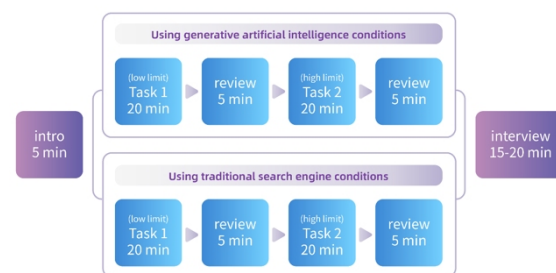 Using generative artificial intelligence conditions
(low limit)
Task 1
20 min
review
5 min
(high limit)
Task 2
20 min
review
5 min
intro
5 min
interview
15-20 min
Using traditional search engine conditions
(low limit)
Task 1
20 min
review
5 min
(high limit)
Task 2
20 min
review
5 min